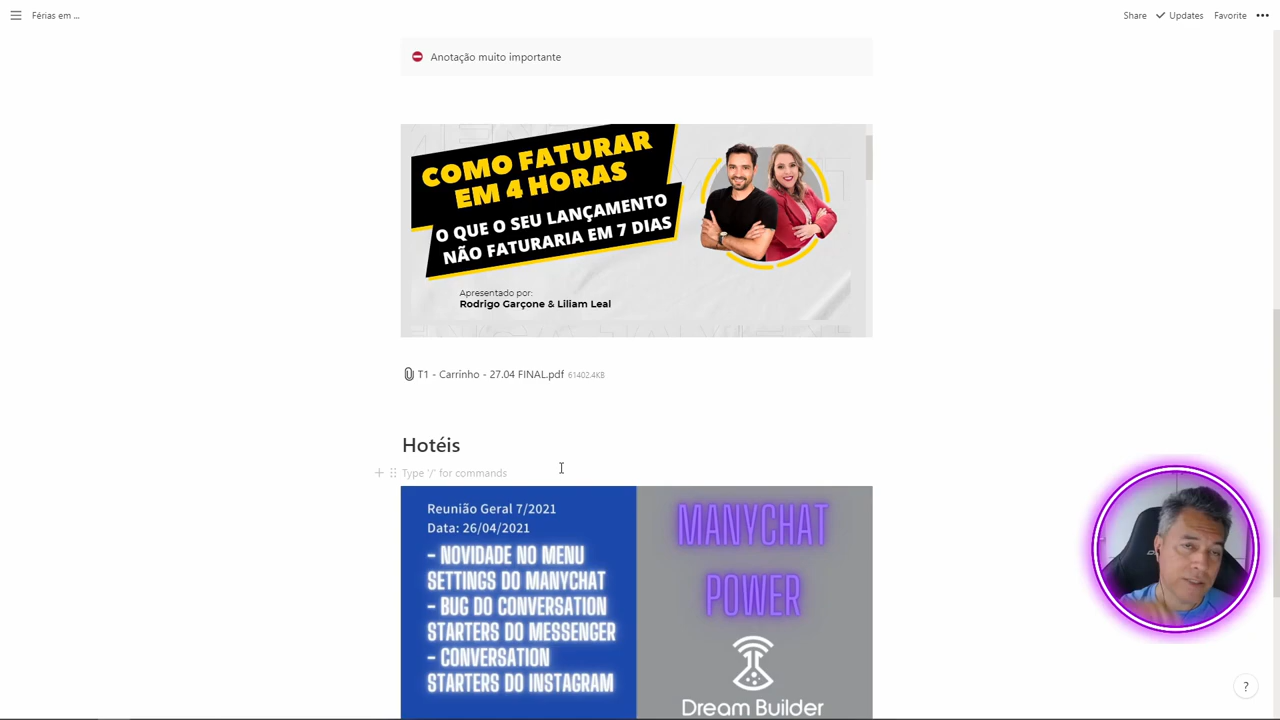 Férias em ...
Share
Updates
Favorite
Anotação muito importante
COMO FATURAR
EM 4 HORAS
O QUE O SEU LANÇAMENTO
NÃO FATURARIA EM 7 DIAS
Apresentado por:
Rodrigo Garçone & Liliam Leal
T1 - Carrinho - 27.04 FINAL.pdf 61402.4KB
Hotéis
Type '/' for commands
Reunião Geral 7/2021
Data: 26/04/2021
- NOVIDADE NO MENU
SETTINGS DO MANYCHAT
- BUG DO CONVERSATION
STARTERS DO MESSENGER
- CONVERSATION
STARTERS DO INSTAGRAM
MANYCHAT
POWER
Dream Builder
?